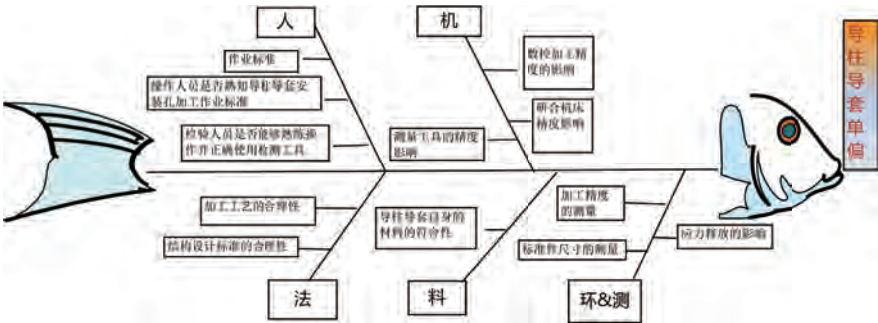 人
机
作业标准
操作人员是否熟知导柱导套安
装孔加工作业标准
检验人员是否能够熟练操
作并正确使用检测工具
数控加工精
度的影响
研合机床
精度影响
测量工具的精度
影响
导柱导套单偏
加工工艺的合理性
结构设计标准的合理性
导柱导套自身的
材料的符合性
加工精度
的测量
标准件尺寸的测量
应力释放的影响
法
料
环&测